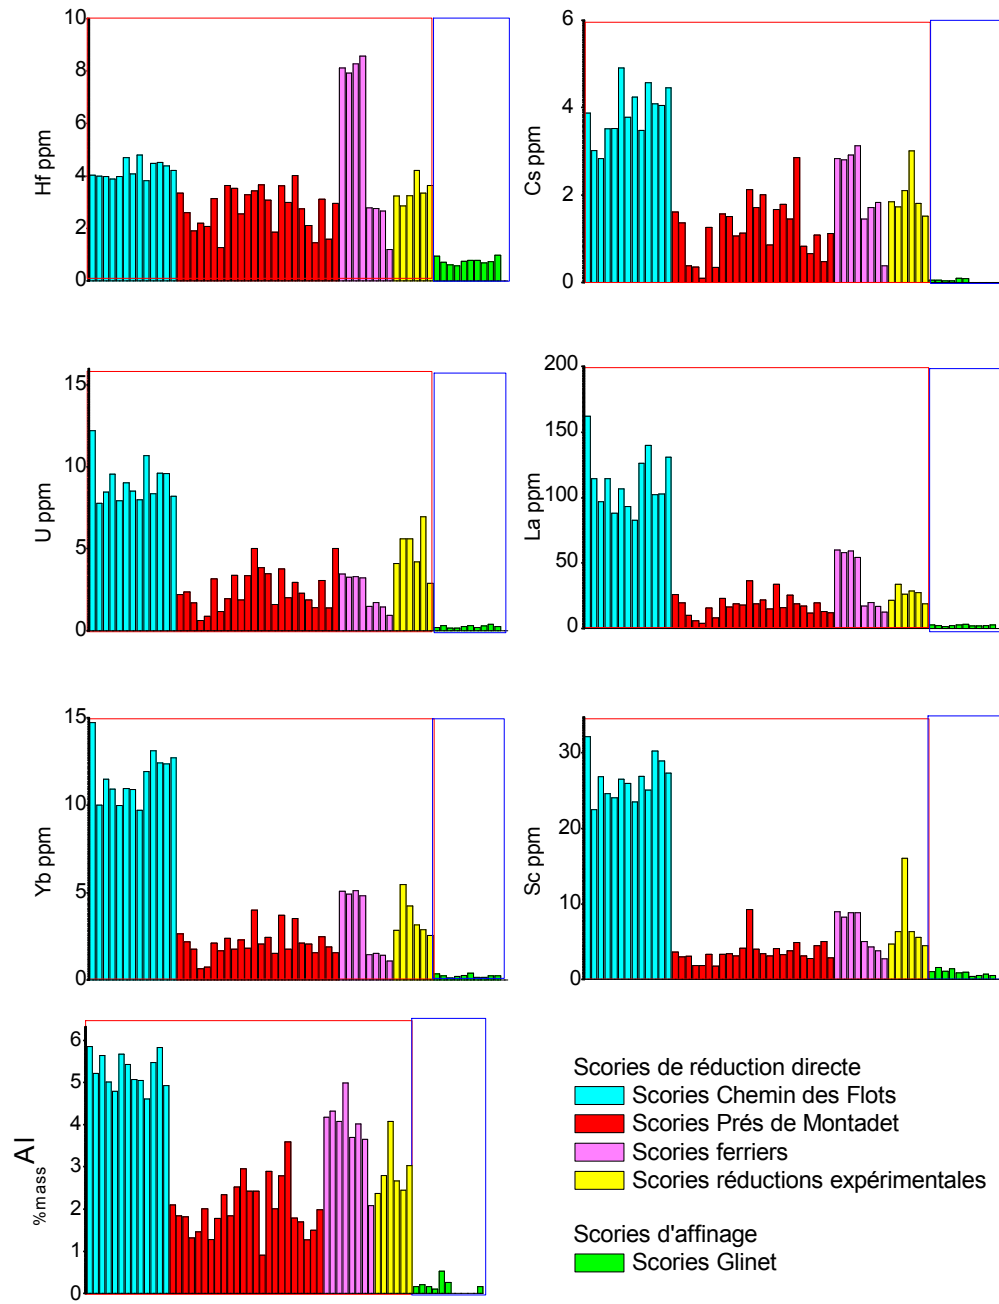 10
8
6
4
2
0
Hf ppm
6
4
2
0
Cs ppm
15
10
5
0
U ppm
200
150
100
50
0
La ppm
15
10
5
0
Yb ppm
30
20
10
0
Sc ppm
6
5
4
3
2
1
0
%mass Al
Scories de réduction directe
Scories Chemin des Flots
Scories Prés de Montadet
Scories ferriers
Scories réductions expérimentales
Scories d'affinage
Scories Glinet